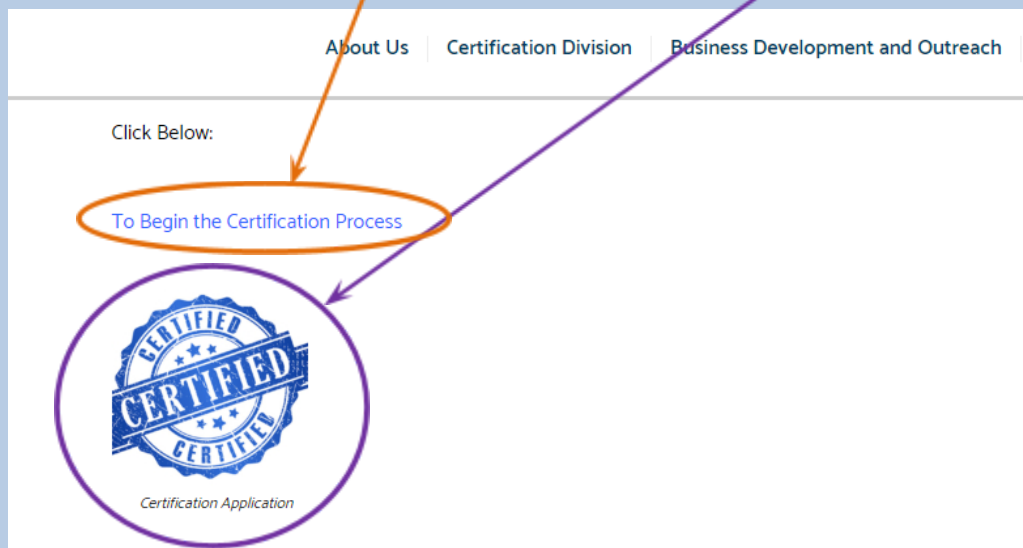 About Us Certification Division Business Development and Outreach
Click Below:
To Begin the Certification Process
CERTIFIED
CERTIFIED
CERTIFIED
Certification Application